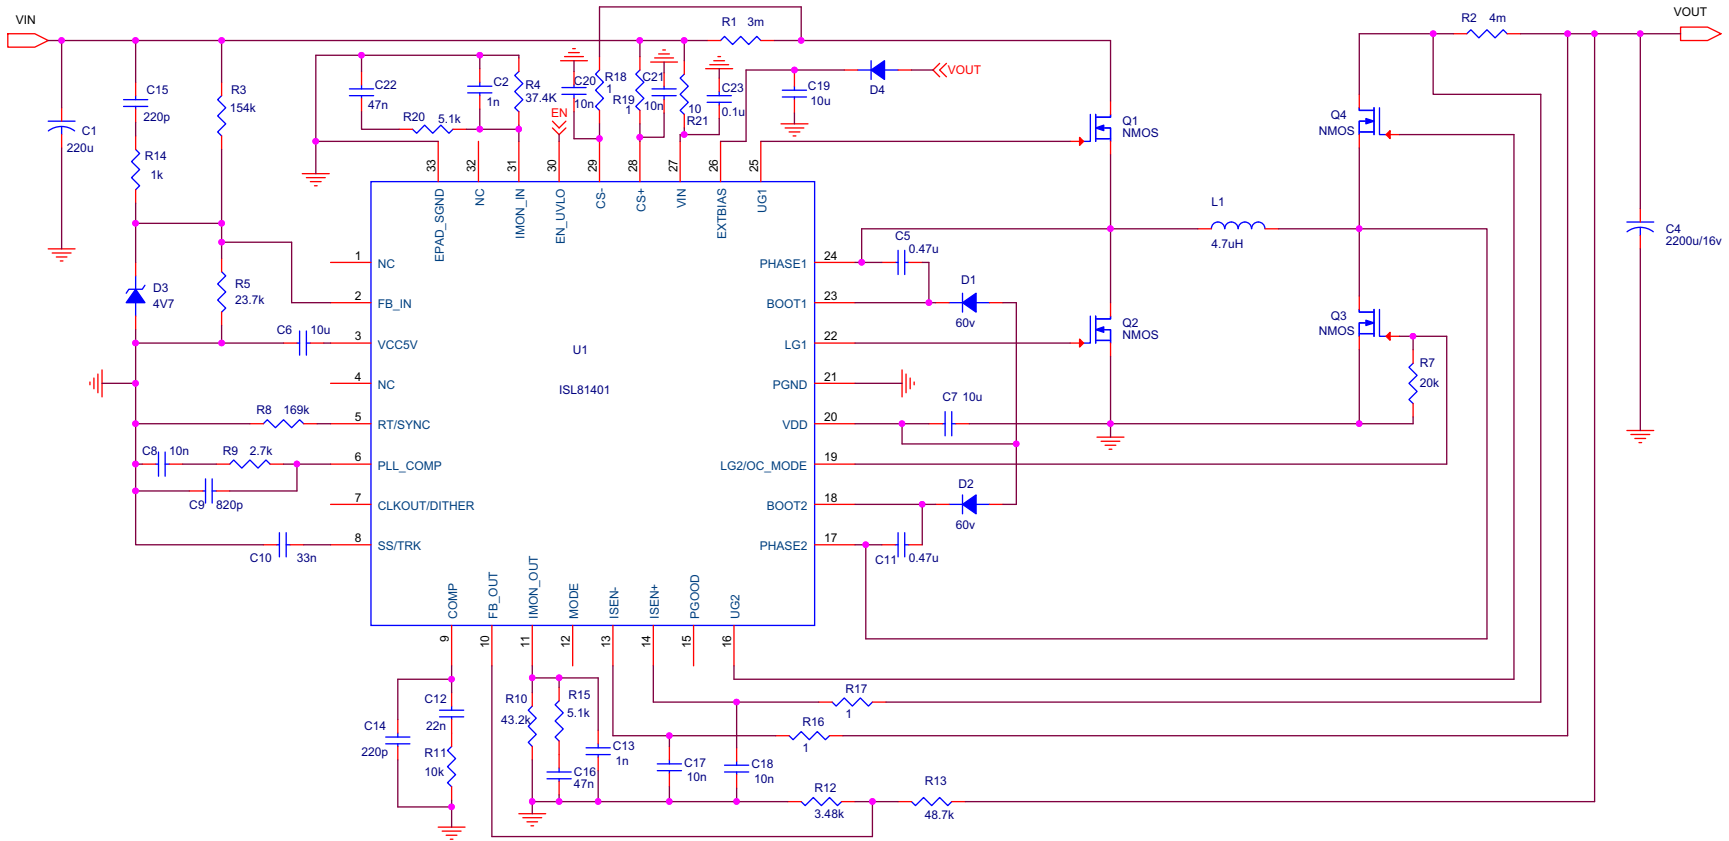 VIN
R1 3m
R2 4m
VOUT
C15
220p
R3
154k
C22
47n
C2
1n
R4
37.4K
C20
10n
R18
1
C21
10n
R19
1
10
R21
C23
0.1u
C19
10u
D4
VOUT
C1
220u
R20 5.1k
EN
Q1
NMOS
Q4
NMOS
R14
1k
33
32
31
30
29
28
27
26
25
EPAD_SGND
NC
IMON_IN
EN_UVLO
CS-
CS+
VIN
EXTBIAS
UG1
L1
4.7uH
C4
2200u/16v
1
NC
24
PHASE1
C5
0.47u
D3
4V7
R5
23.7k
2
FB_IN
23
BOOT1
D1
60v
C6 10u
3
VCC5V
22
LG1
Q2
NMOS
Q3
NMOS
U1
ISL81401
4
NC
21
PGND
R7
20k
R8 169k
5
RT/SYNC
20
VDD
C7 10u
C8 10n
R9 2.7k
6
PLL_COMP
19
LG2/OC_MODE
C9 820p
7
CLKOUT/DITHER
18
BOOT2
D2
60v
C10 33n
8
SS/TRK
17
PHASE2
C11 0.47u
COMP
FB_OUT
IMON_OUT
MODE
ISEN-
ISEN+
PGOOD
UG2
9
10
11
12
13
14
15
16
C12
22n
C14
220p
R11
10k
R10
43.2k
R15
5.1k
C13
1n
C16
47n
R17
1
R16
1
C17
10n
C18
10n
R12
3.48k
R13
48.7k